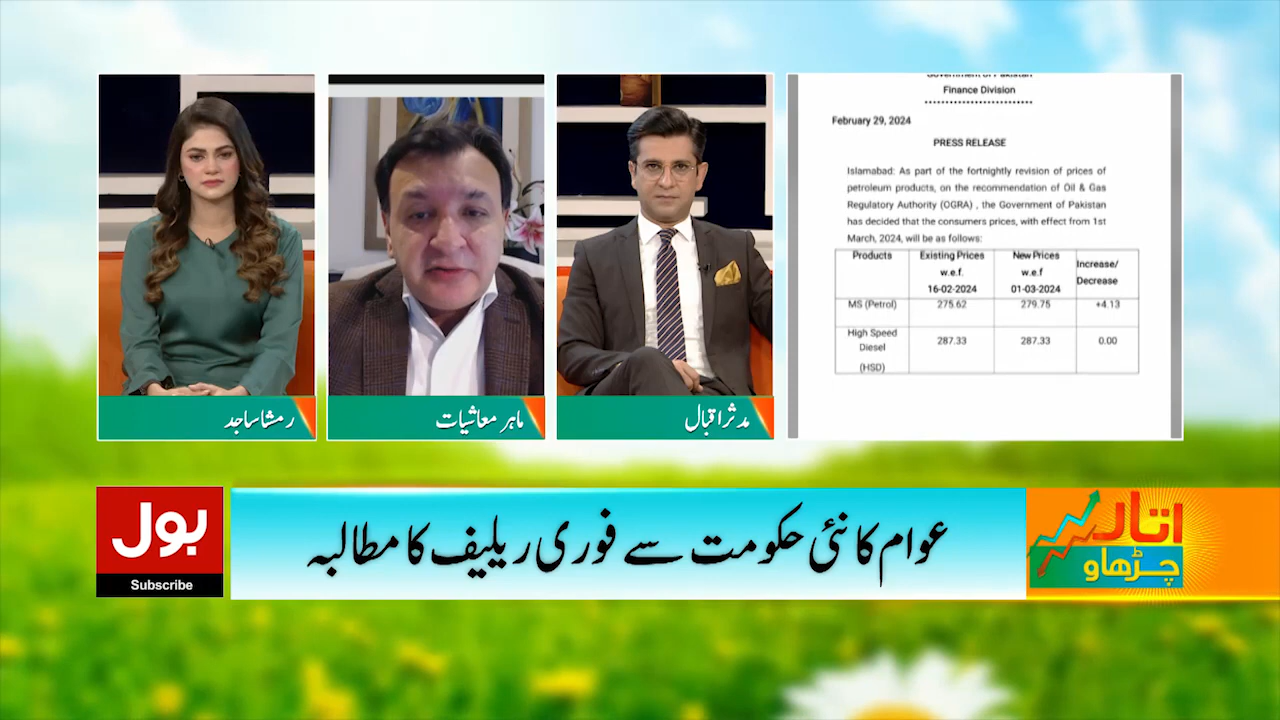 Government of Pakistan
Finance Division
February 29, 2024
PRESS RELEASE
Islamabad: As part of the fortnightly revision of prices of
petroleum products, on the recommendation of Oil & Gas
Regulatory Authority (OGRA) , the Government of Pakistan
has decided that the consumers prices, with effect from 1st
March, 2024, will be as follows:
Products Existing Prices w.e.f. 16-02-2024 New Prices w.e.f 01-03-2024 Increase/ Decrease
MS (Petrol) 275.62 279.75 +4.13
High Speed Diesel (HSD) 287.33 287.33 0.00
رمشا ساجد
ماہر معاشیات
مدثر اقبال
بول
Subscribe
عوام کا نئی حکومت سے فوری ریلیف کا مطالبہ
اتار
چڑھاو